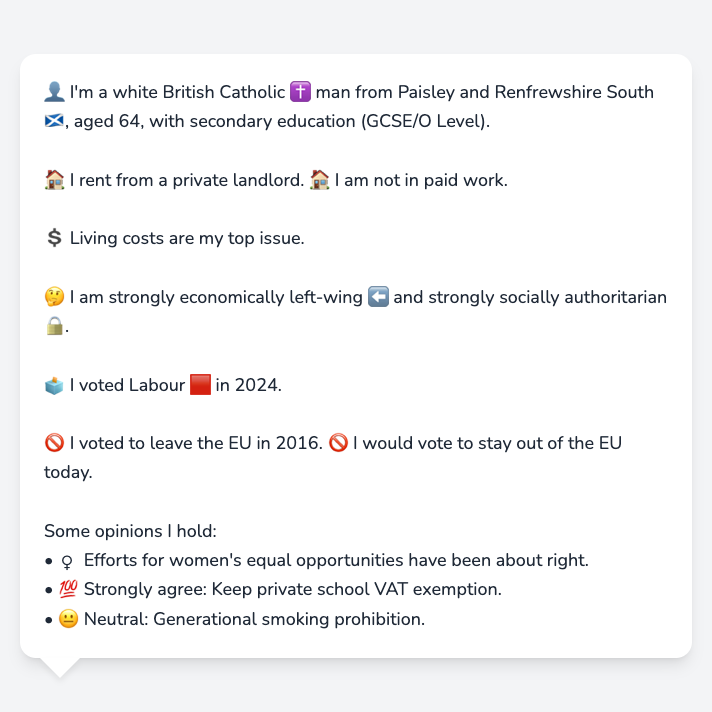 👤 I'm a white British Catholic ✝️ man from Paisley and Renfrewshire South
🏴󠁧󠁢󠁳󠁣󠁴󠁿, aged 64, with secondary education (GCSE/O Level).
🏠 I rent from a private landlord. 🏠 I am not in paid work.
💲 Living costs are my top issue.
🤔 I am strongly economically left-wing ⬅️ and strongly socially authoritarian
🔒.
🗳️ I voted Labour 🟥 in 2024.
🚫 I voted to leave the EU in 2016. 🚫 I would vote to stay out of the EU
today.
Some opinions I hold:
• ♀ Efforts for women's equal opportunities have been about right.
• 💯 Strongly agree: Keep private school VAT exemption.
• 😐 Neutral: Generational smoking prohibition.